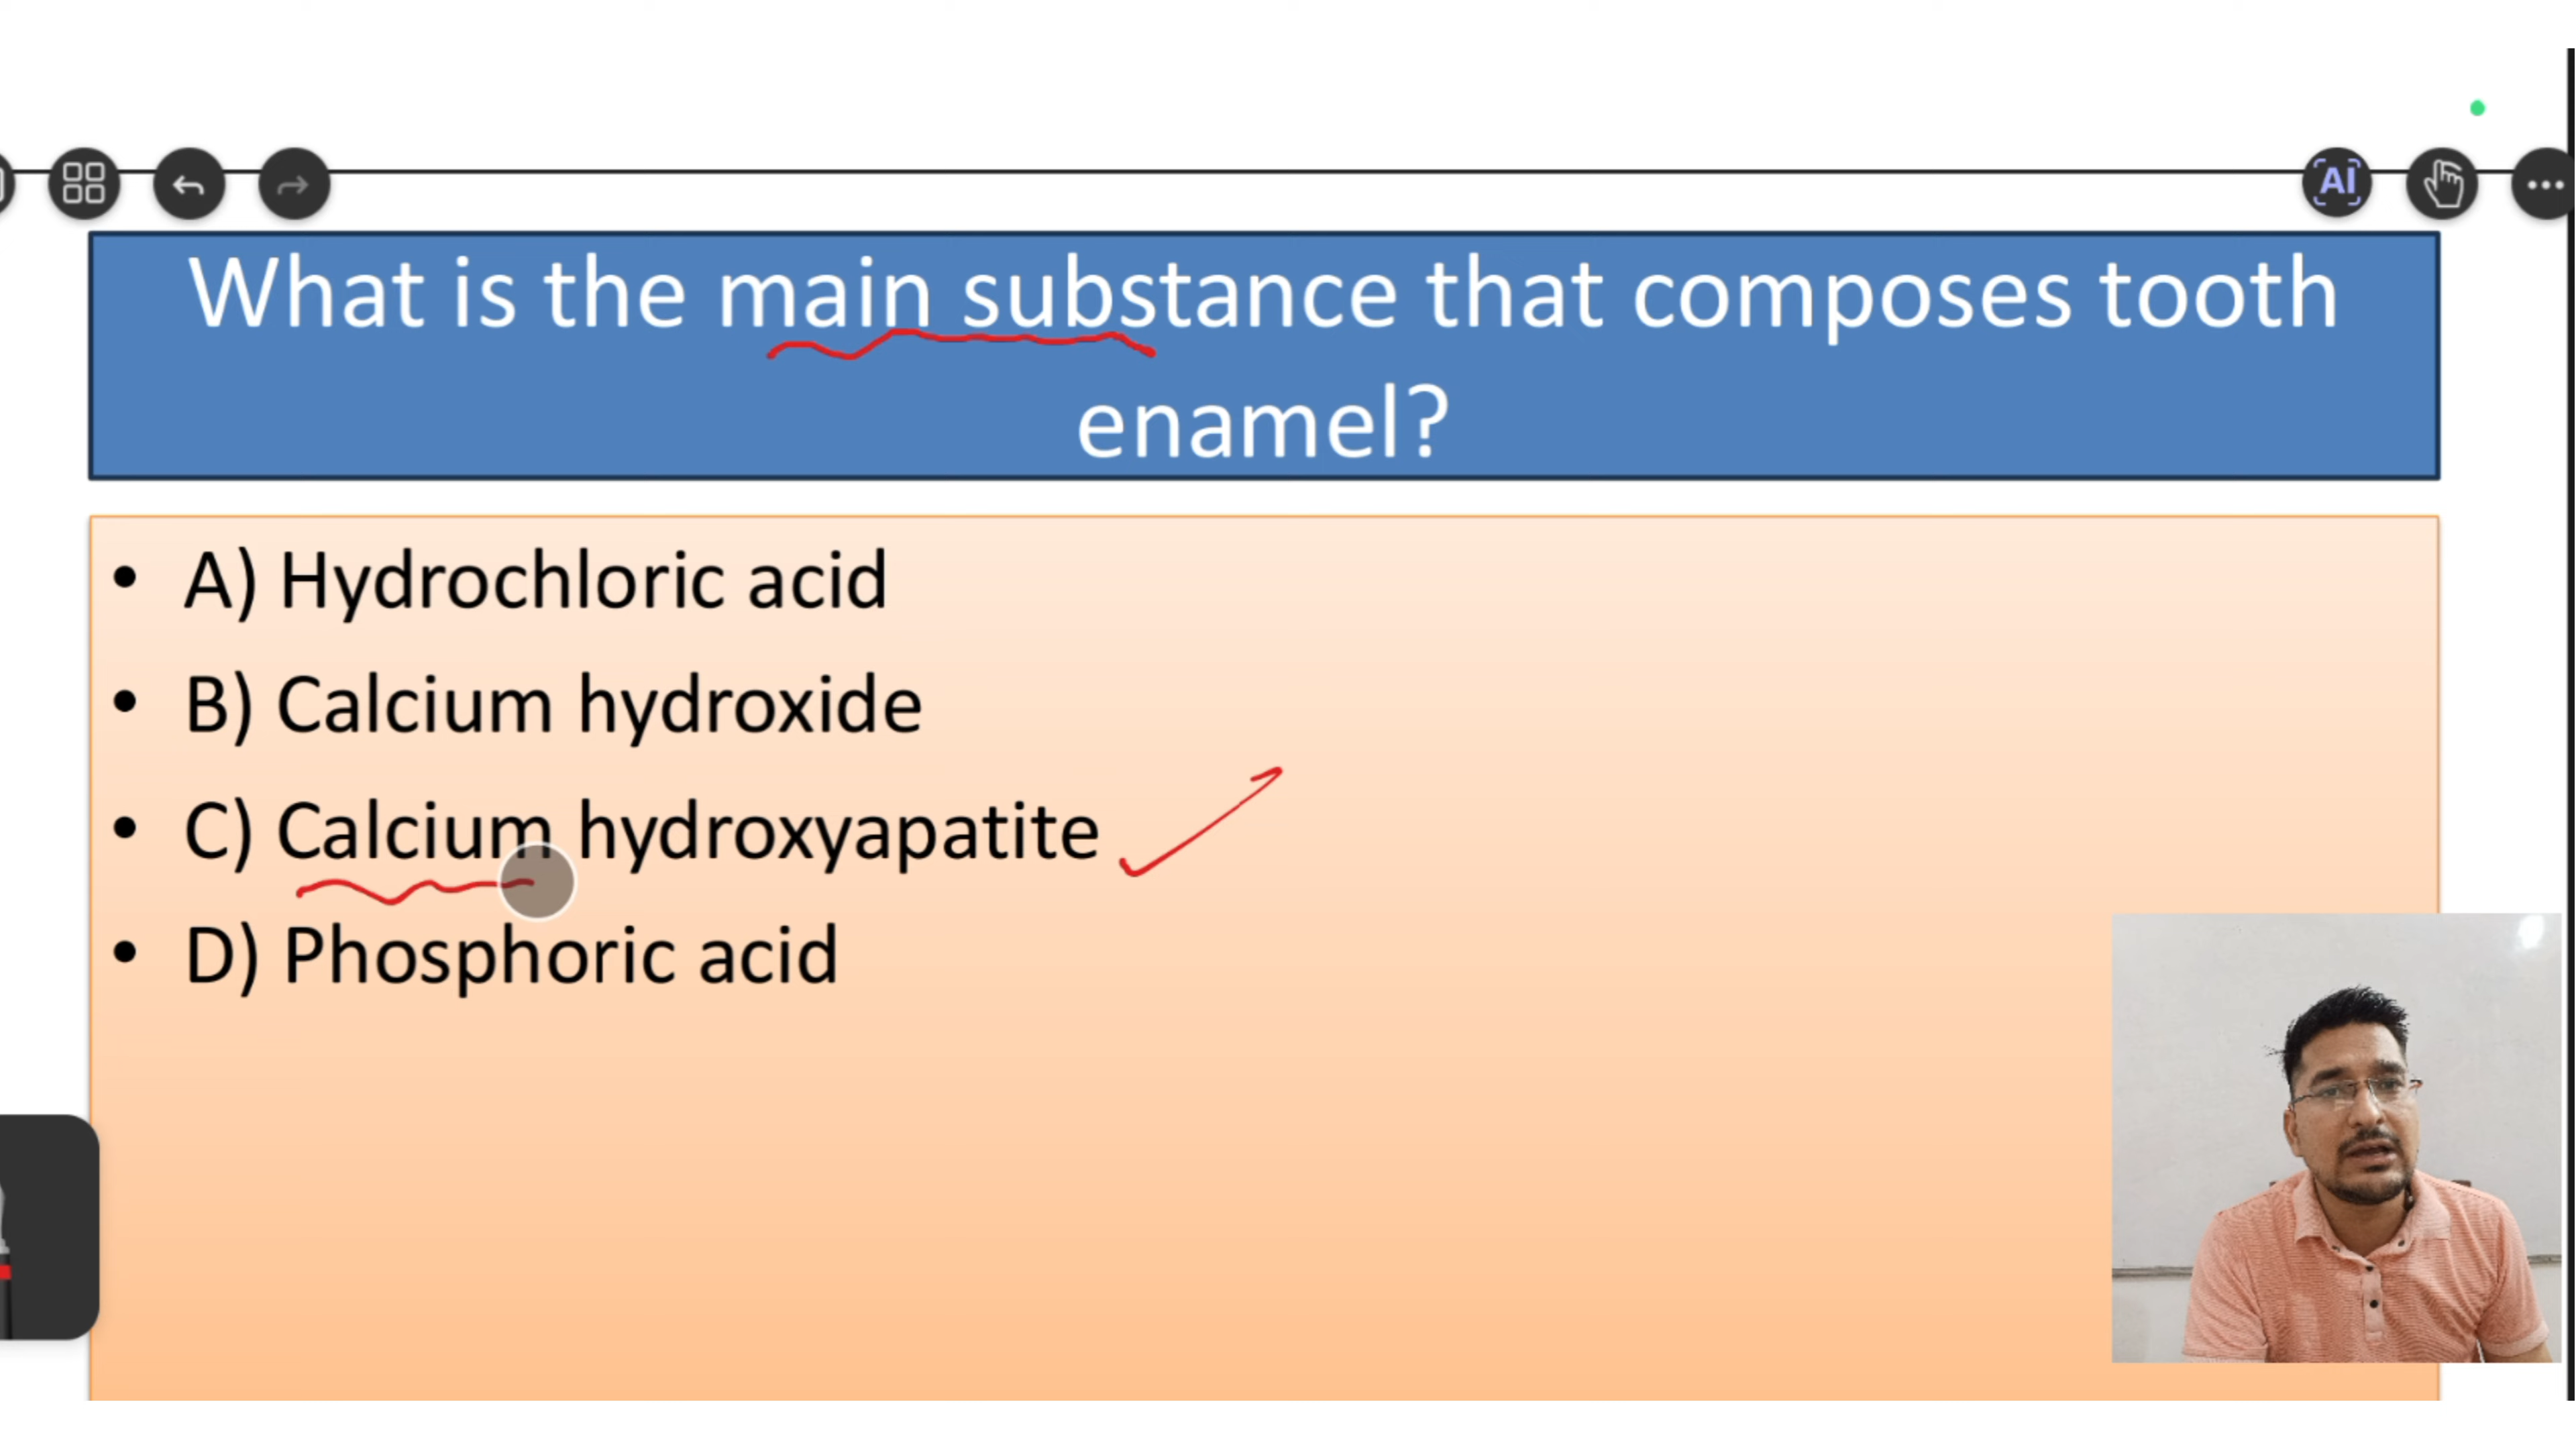 AI
What is the main substance that composes tooth
enamel?
• A) Hydrochloric acid
• B) Calcium hydroxide
• C) Calcium hydroxyapatite
• D) Phosphoric acid